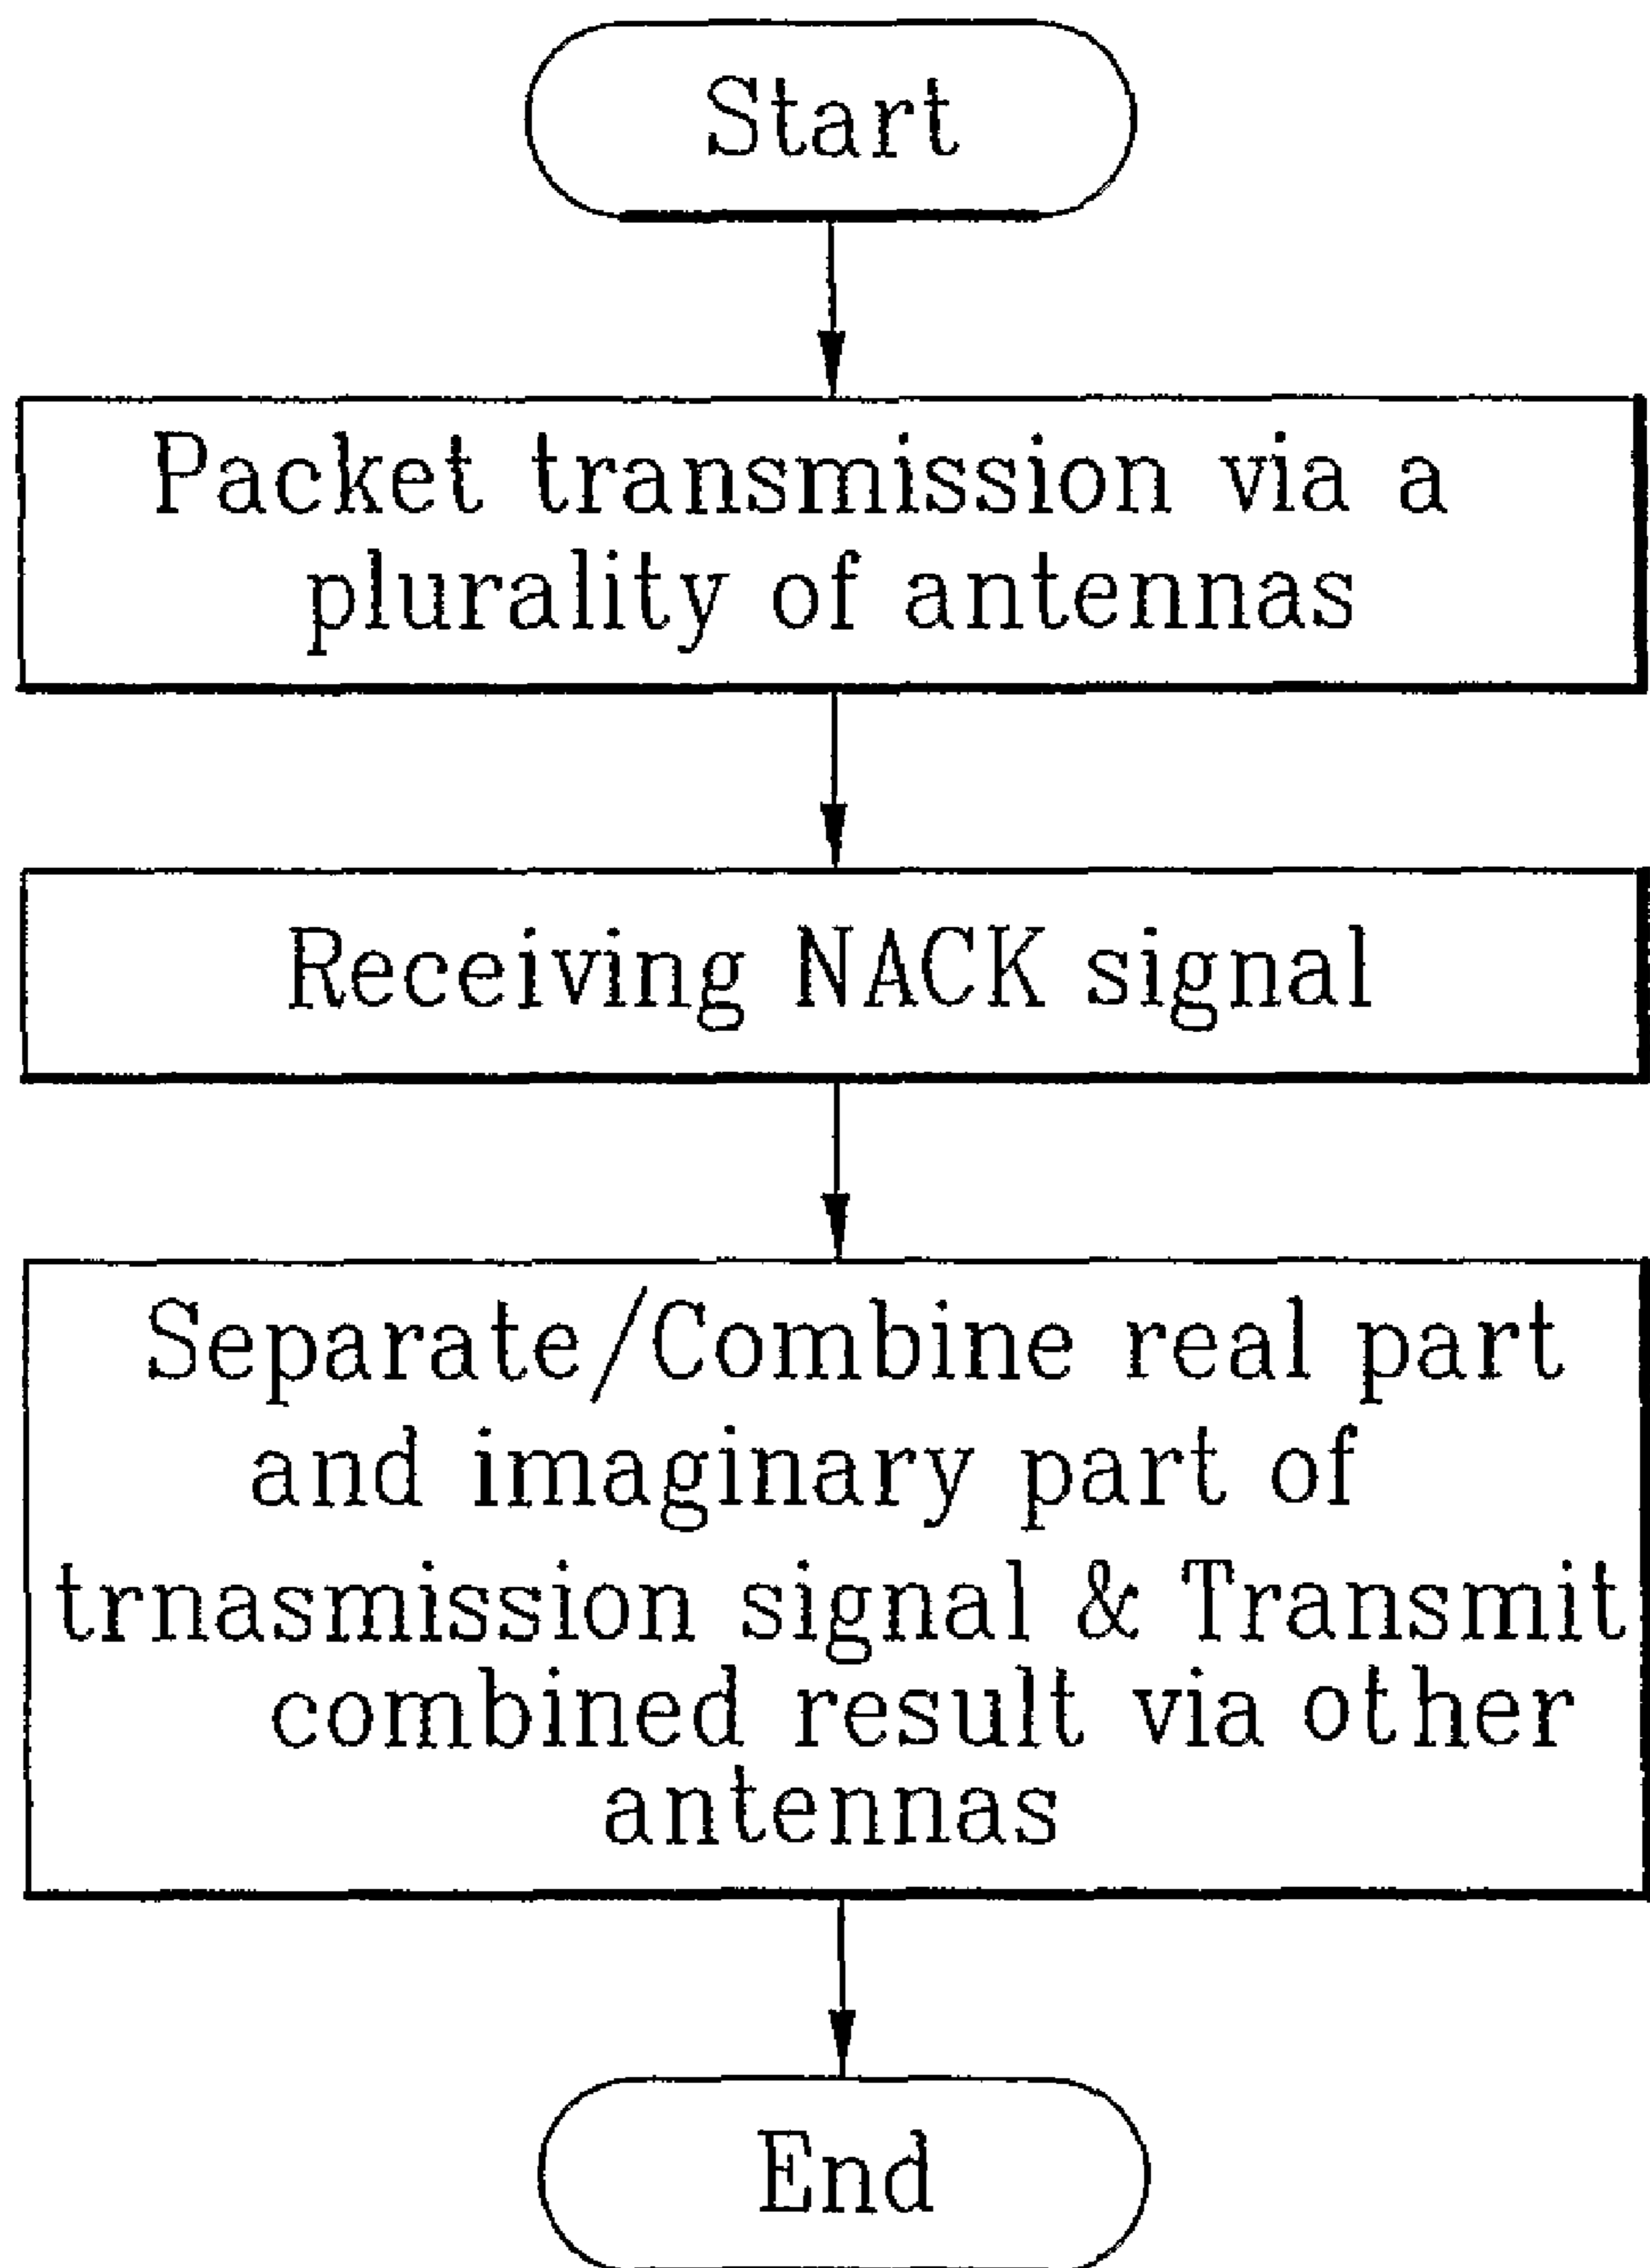 Start
Packet transmission via a
plurality of antennas
Receiving NACK signal
Separate/Combine real part
and imaginary part of
trnasmission signal & Transmit
combined result via other
antennas
End